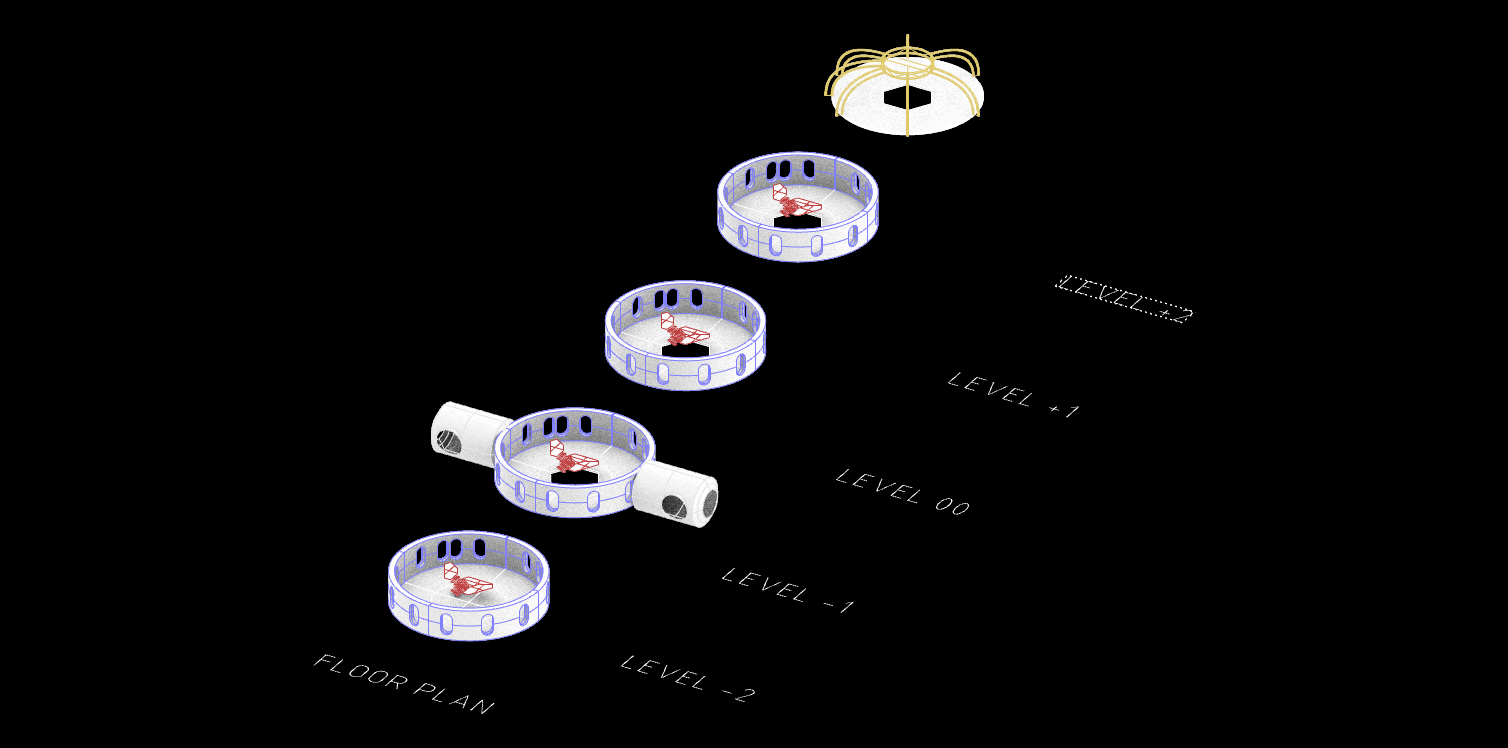 LEVEL +2
LEVEL +1
LEVEL 00
LEVEL -1
LEVEL -2
FLOOR PLAN